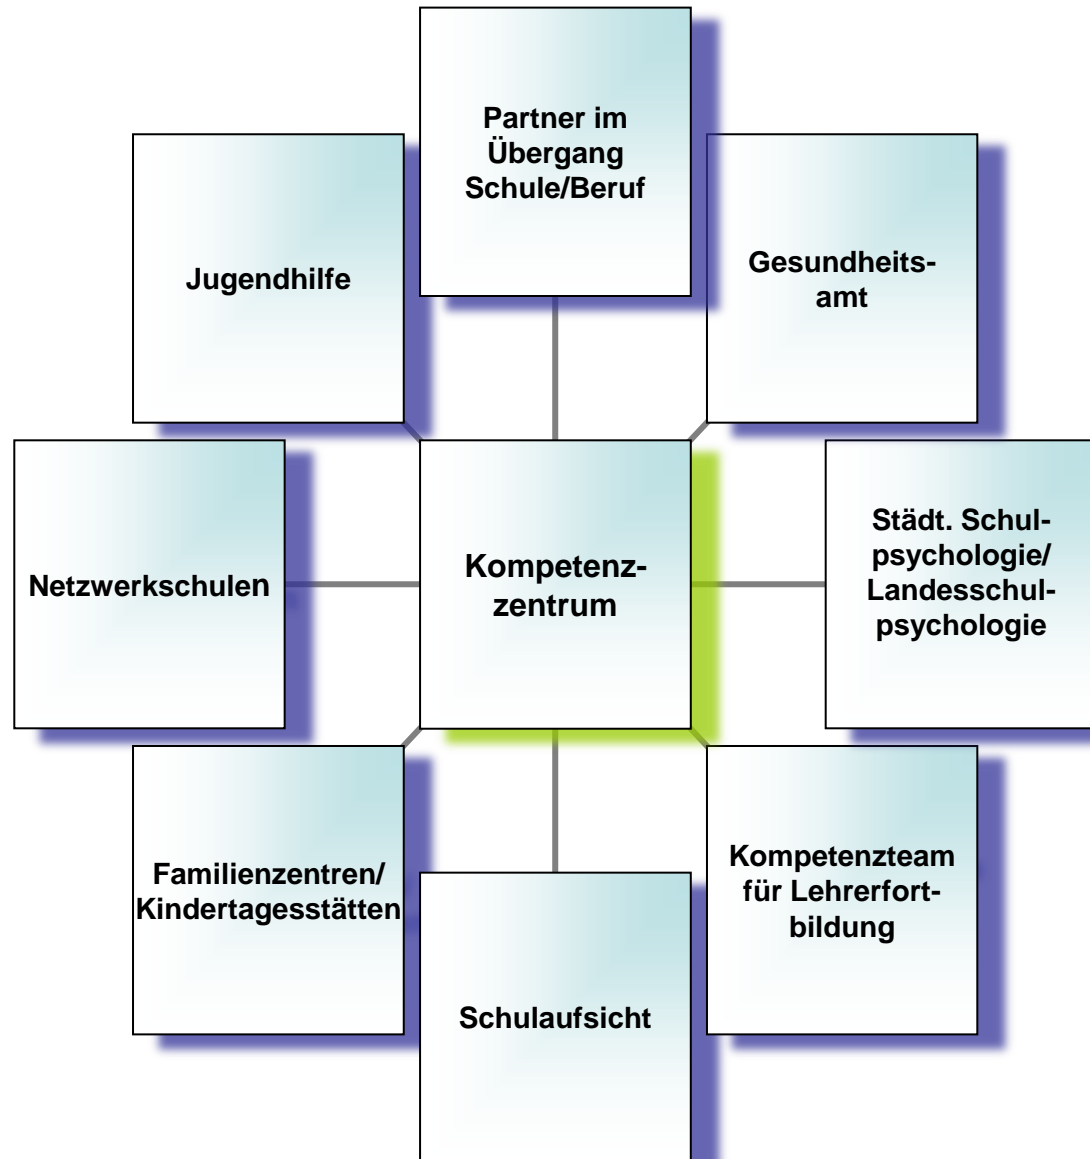 Partner im
Übergang
Schule/Beruf
Jugendhilfe
Gesundheits-
amt
Netzwerkschulen
Kompetenz-
zentrum
Städt. Schul-
psychologie/
Landesschul-
psychologie
Familienzentren/
Kindertagesstätten
Kompetenzteam
für Lehrerfort-
bildung
Schulaufsicht